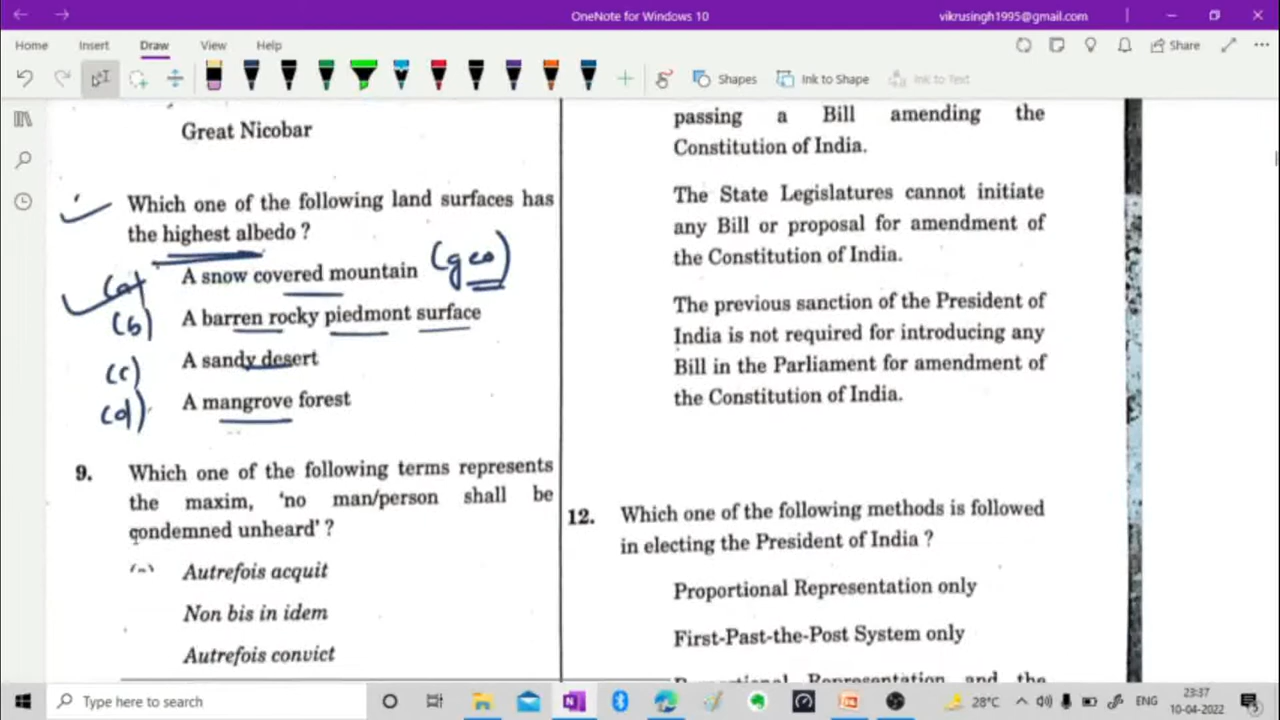 OneNote for Windows 10
vikrusingh1995@gmail.com
Home Insert Draw View Help
Share
Shapes
Ink to Shape
Ink to Text
Great Nicobar
Which one of the following land surfaces has
the highest albedo ?
(a) A snow covered mountain (geo)
(b) A barren rocky piedmont surface
(c) A sandy desert
(d) A mangrove forest
9. Which one of the following terms represents
the maxim, 'no man/person shall be
condemned unheard' ?
Autrefois acquit
Non bis in idem
Autrefois convict
passing a Bill amending the
Constitution of India.
The State Legislatures cannot initiate
any Bill or proposal for amendment of
the Constitution of India.
The previous sanction of the President of
India is not required for introducing any
Bill in the Parliament for amendment of
the Constitution of India.
12. Which one of the following methods is followed
in electing the President of India ?
Proportional Representation only
First-Past-the-Post System only
Representation and the
Type here to search
28°C
ENG
23:37
10-04-2022